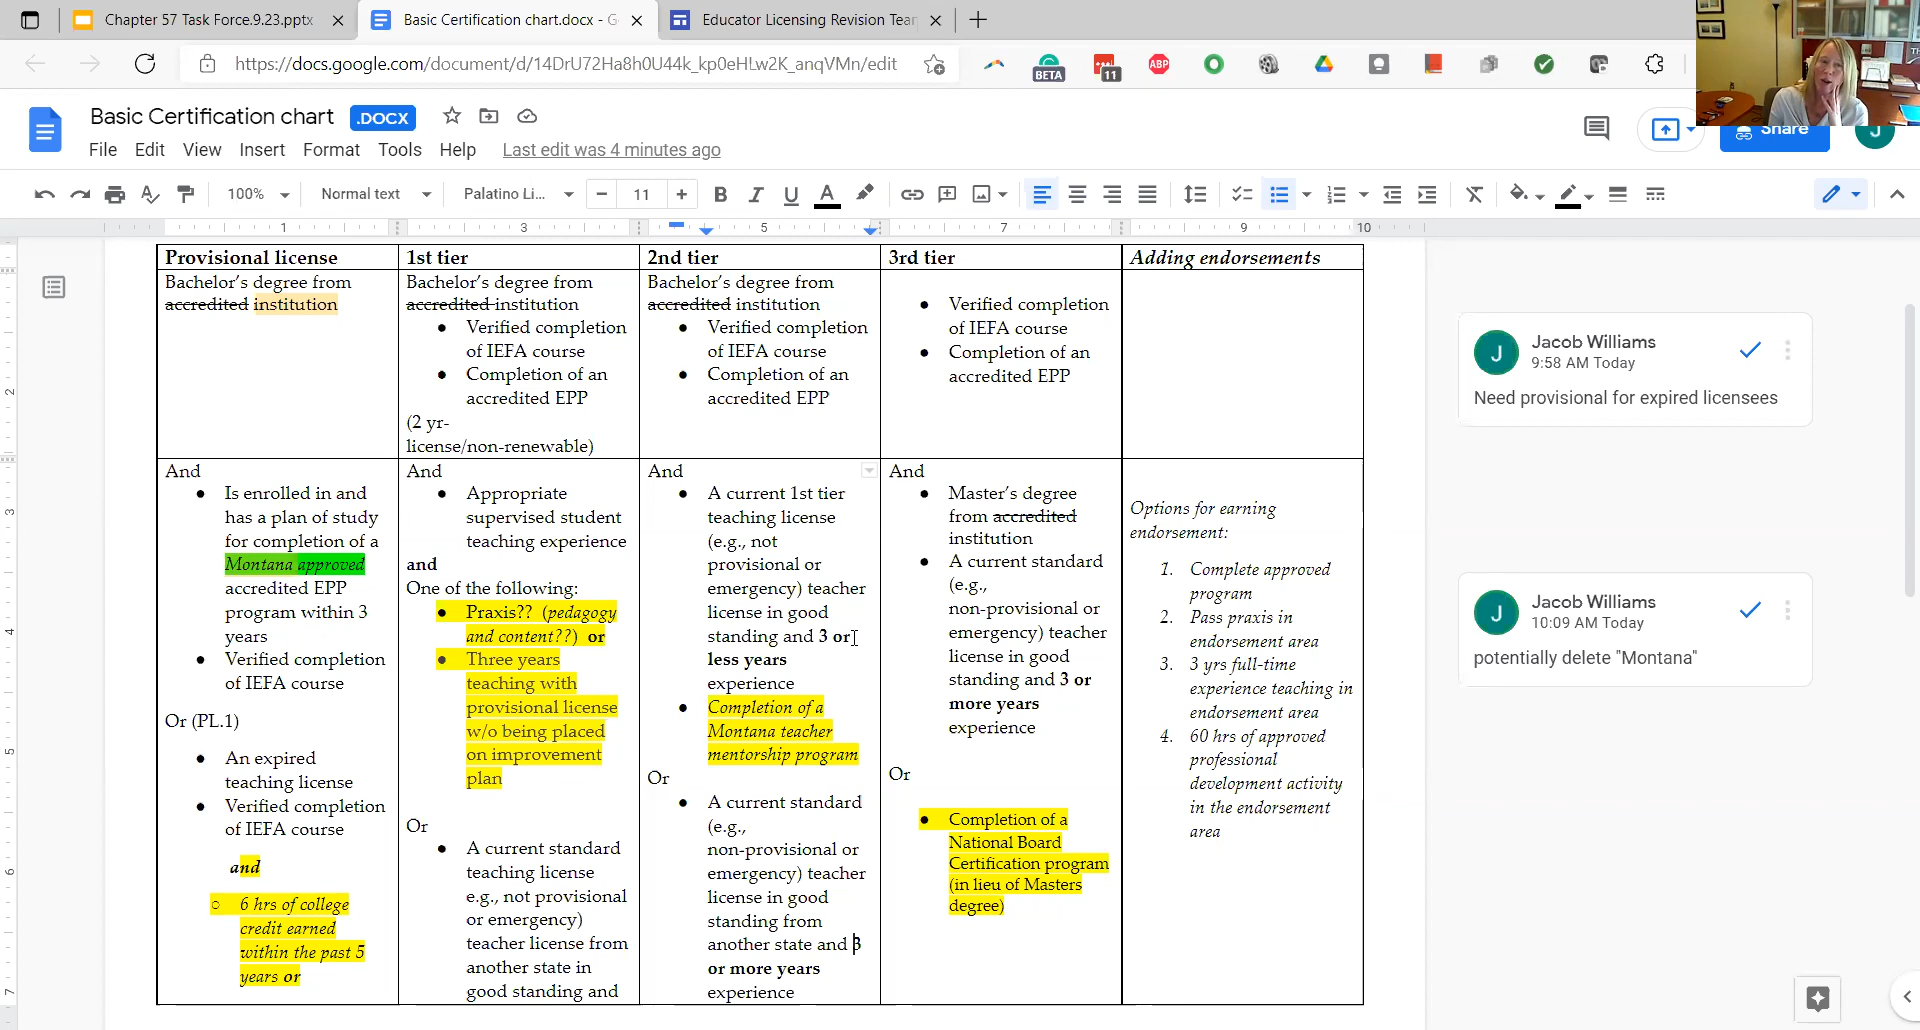 Chapter 57 Task Force.9.23.pptx
Basic Certification chart.docx - G
Educator Licensing Revision Tea
https://docs.google.com/document/d/14DrU72Ha8h0U44k_kp0eHLw2K_anqVMn/edit
BETA
11
ABP
Basic Certification chart .DOCX
Share
J
File Edit View Insert Format Tools Help Last edit was 4 minutes ago
100% Normal text Palatino Li... 11 B I U A
1 3 5 7 9 10
2
3
4
5
6
7
Provisional license
Bachelor's degree from
accredited institution
And
Is enrolled in and
has a plan of study
for completion of a
Montana approved
accredited EPP
program within 3
years
Verified completion
of IEFA course
Or (PL.1)
An expired
teaching license
Verified completion
of IEFA course
and
6 hrs of college
credit earned
within the past 5
years or
1st tier
Bachelor's degree from
accredited institution
Verified completion
of IEFA course
Completion of an
accredited EPP
(2 yr-
license/non-renewable)
And
Appropriate
supervised student
teaching experience
and
One of the following:
Praxis?? (pedagogy
and content??) or
Three years
teaching with
provisional license
w/o being placed
on improvement
plan
Or
A current standard
teaching license
e.g., not provisional
or emergency)
teacher license from
another state in
good standing and
2nd tier
Bachelor's degree from
accredited institution
Verified completion
of IEFA course
Completion of an
accredited EPP
And
A current 1st tier
teaching license
(e.g., not
provisional or
emergency) teacher
license in good
standing and 3 or
less years
experience
Completion of a
Montana teacher
mentorship program
Or
A current standard
(e.g.,
non-provisional or
emergency) teacher
license in good
standing from
another state and 3
or more years
experience
3rd tier
Verified completion
of IEFA course
Completion of an
accredited EPP
And
Master's degree
from accredited
institution
A current standard
(e.g.,
non-provisional or
emergency) teacher
license in good
standing and 3 or
more years
experience
Or
Completion of a
National Board
Certification program
(in lieu of Masters
degree)
Adding endorsements
Options for earning
endorsement:
1. Complete approved
program
2. Pass praxis in
endorsement area
3. 3 yrs full-time
experience teaching in
endorsement area
4. 60 hrs of approved
professional
development activity
in the endorsement
area
J
Jacob Williams
9:58 AM Today
Need provisional for expired licensees
J
Jacob Williams
10:09 AM Today
potentially delete "Montana"